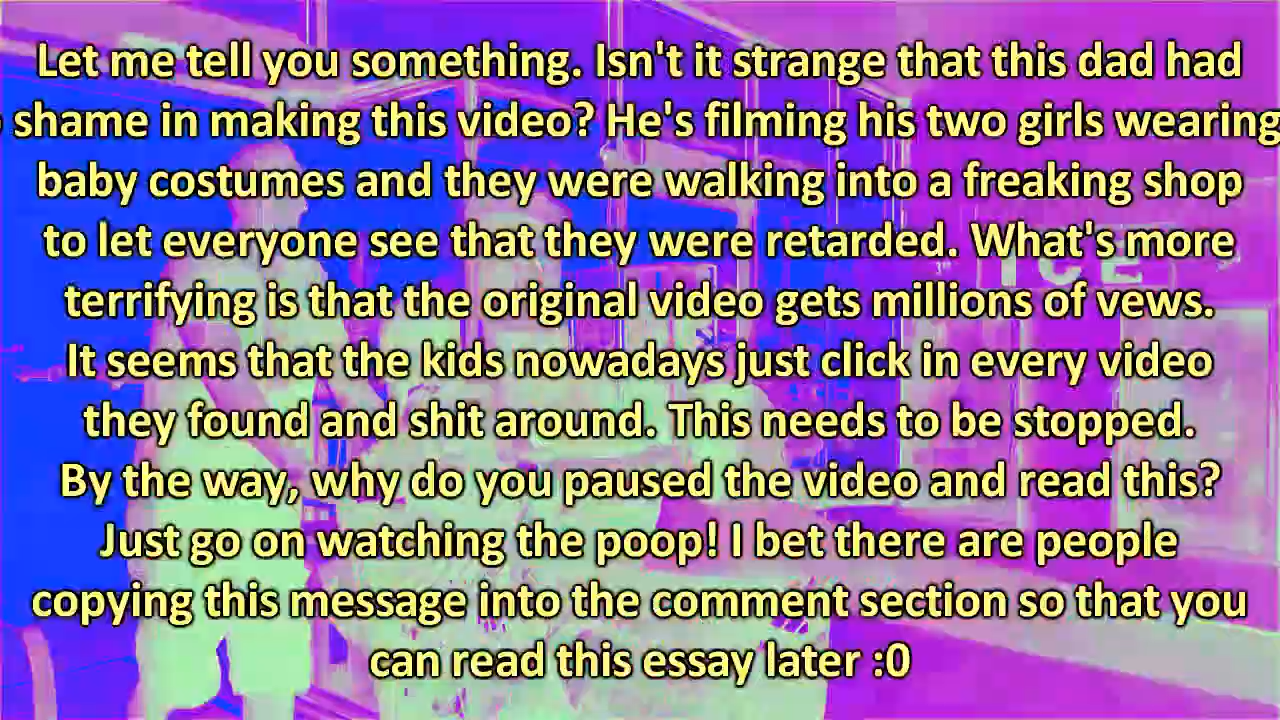 Let me tell you something. Isn't it strange that this dad had
shame in making this video? He's filming his two girls wearing
baby costumes and they were walking into a freaking shop
to let everyone see that they were retarded. What's more
terrifying is that the original video gets millions of vews.
It seems that the kids nowadays just click in every video
they found and shit around. This needs to be stopped.
By the way, why do you paused the video and read this?
Just go on watching the poop! I bet there are people
copying this message into the comment section so that you
can read this essay later :0
ICE